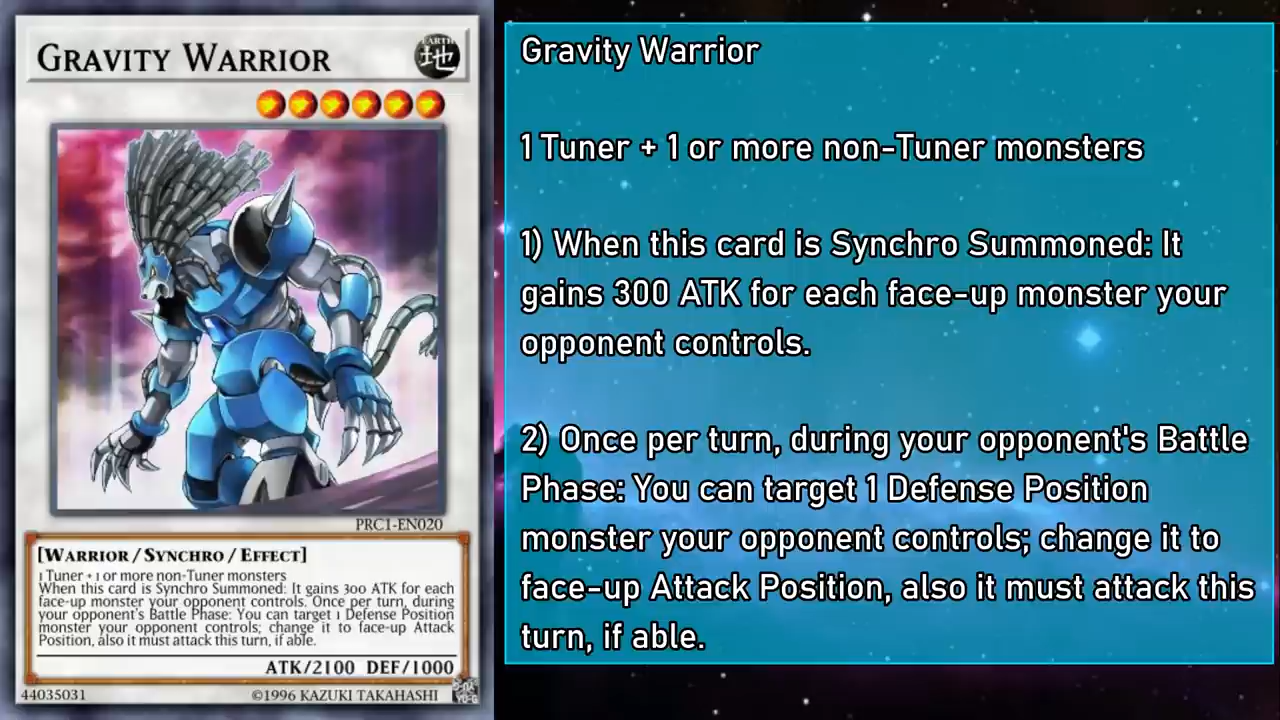 GRAVITY WARRIOR
EARTH
地
PRC1-EN020
[WARRIOR / SYNCHRO / EFFECT]
1 Tuner + 1 or more non-Tuner monsters
When this card is Synchro Summoned: It gains 300 ATK for each
face-up monster your opponent controls. Once per turn, during
your opponent's Battle Phase: You can target 1 Defense Position
monster your opponent controls; change it to face-up Attack
Position, also it must attack this turn, if able.
ATK/2100 DEF/1000
44035031
©1996 KAZUKI TAKAHASHI
Gravity Warrior
1 Tuner + 1 or more non-Tuner monsters
1) When this card is Synchro Summoned: It
gains 300 ATK for each face-up monster your
opponent controls.
2) Once per turn, during your opponent's Battle
Phase: You can target 1 Defense Position
monster your opponent controls; change it to
face-up Attack Position, also it must attack this
turn, if able.